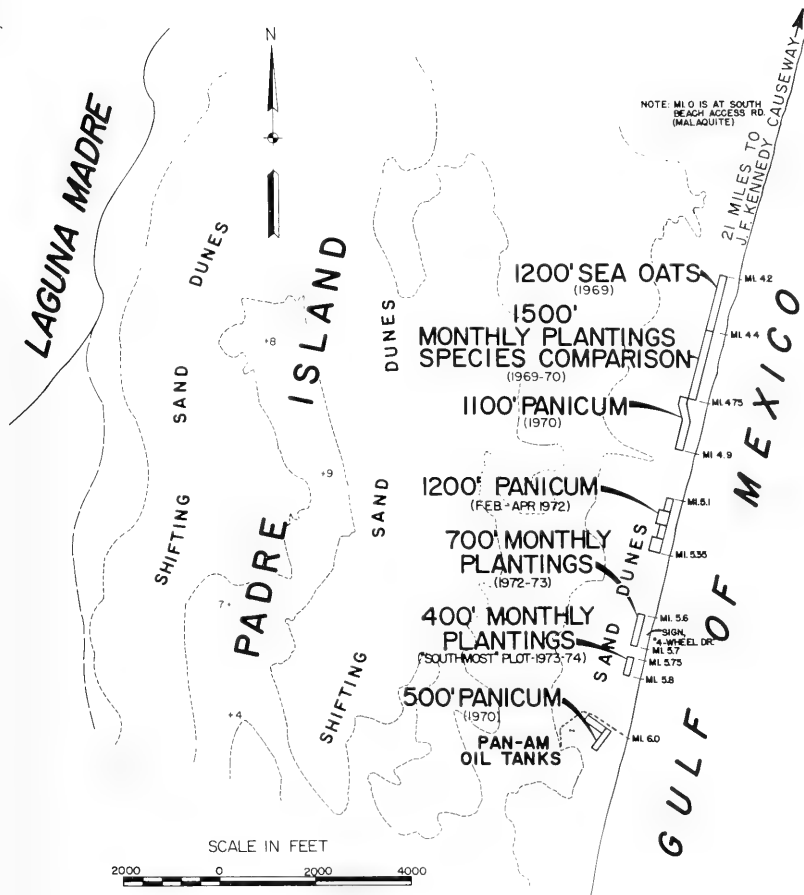 N
NOTE: MI. 0 IS AT SOUTH
BEACH ACCESS RD.
(MALAQUITE)
21 MILES TO
J.F. KENNEDY CAUSEWAY
LAGUNA MADRE
SHIFTING SAND DUNES
PADRE ISLAND
SHIFTING SAND DUNES
SAND DUNES
GULF OF MEXICO
+8
+9
7+
+4
1200' SEA OATS
(1969)
1500'
MONTHLY PLANTINGS
SPECIES COMPARISON
(1969-70)
1100' PANICUM
(1970)
1200' PANICUM
(FEB.-APR 1972)
700' MONTHLY
PLANTINGS
(1972-73)
400' MONTHLY
PLANTINGS
("SOUTHMOST" PLOT-1973-74)
500' PANICUM
(1970)
PAN-AM
OIL TANKS
MI. 4.2
MI. 4.4
MI. 4.75
MI. 4.9
MI. 5.1
MI. 5.35
MI. 5.6
SIGN,
"4-WHEEL DR."
MI. 5.7
MI. 5.75
MI. 5.8
MI. 6.0
SCALE IN FEET
2000 0 2000 4000